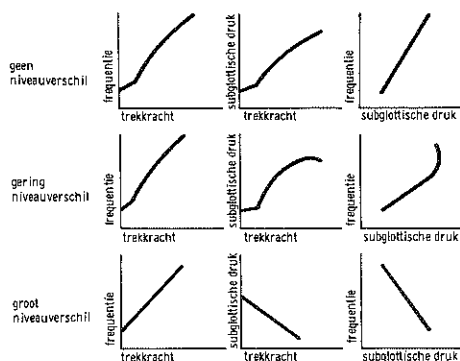 geen
niveauverschil
frequentie
trekkracht
subglottische druk
trekkracht
frequentie
subglottische druk
gering
niveauverschil
frequentie
trekkracht
subglottische druk
trekkracht
frequentie
subglottische druk
groot
niveauverschil
frequentie
trekkracht
subglottische druk
trekkracht
frequentie
subglottische druk